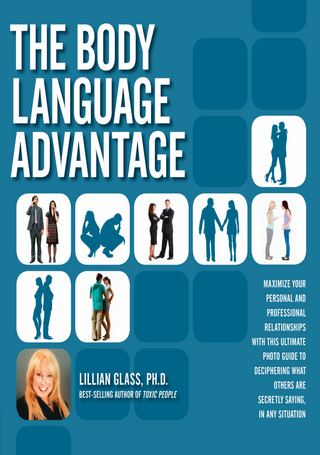 THE BODY
LANGUAGE
ADVANTAGE
MAXIMIZE YOUR
PERSONAL AND
PROFESSIONAL
RELATIONSHIPS
WITH THIS ULTIMATE
PHOTO GUIDE TO
DECIPHERING WHAT
OTHERS ARE
SECRETLY SAYING,
IN ANY SITUATION
LILLIAN GLASS, PH.D.
BEST-SELLING AUTHOR OF TOXIC PEOPLE